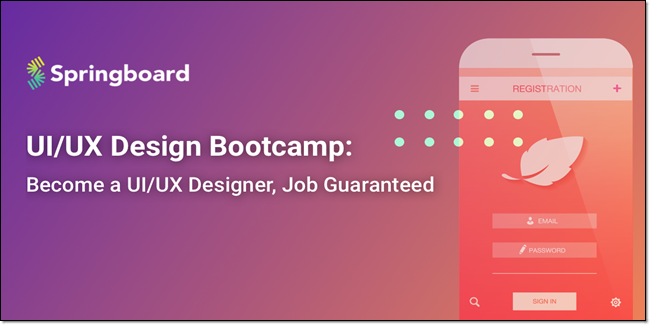 Springboard
UI/UX Design Bootcamp:
Become a UI/UX Designer, Job Guaranteed
REGISTRATION
EMAIL
PASSWORD
SIGN IN